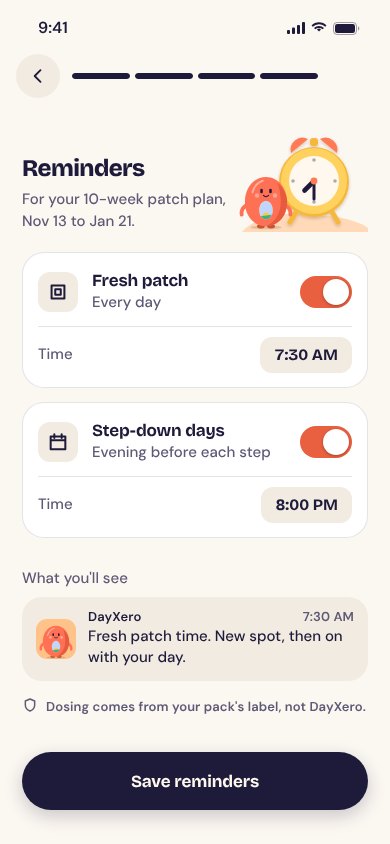 9:41
Reminders
For your 10-week patch plan,
Nov 13 to Jan 21.
Fresh patch
Every day
Time
7:30 AM
Step-down days
Evening before each step
Time
8:00 PM
What you'll see
DayXero
7:30 AM
Fresh patch time. New spot, then on
with your day.
Dosing comes from your pack's label, not DayXero.
Save reminders